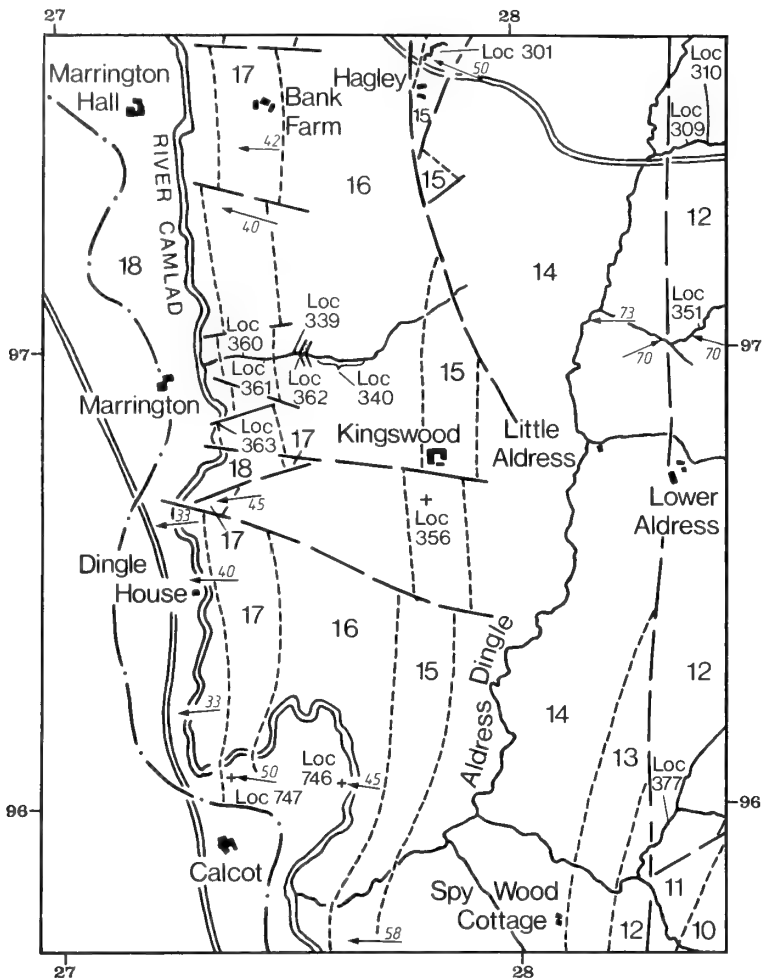 27
28
Marrington
Hall
17
Bank
Farm
Hagley
Loc 301
50
Loc
310
Loc
309
15
42
16
15
RIVER CAMLAD
40
12
18
14
Loc
339
Loc
360
Loc
351
73
70
70
97
97
Loc
361
Loc
362
Loc
340
15
Marrington
Loc
363
17
Kingswood
Little
Aldress
18
45
Lower
Aldress
33
17
Loc
356
Dingle
House
40
17
16
15
Aldress Dingle
12
14
33
13
Loc
746
45
50
Loc 747
Loc
377
96
96
Calcot
Spy Wood
Cottage
11
58
12
10
27
28